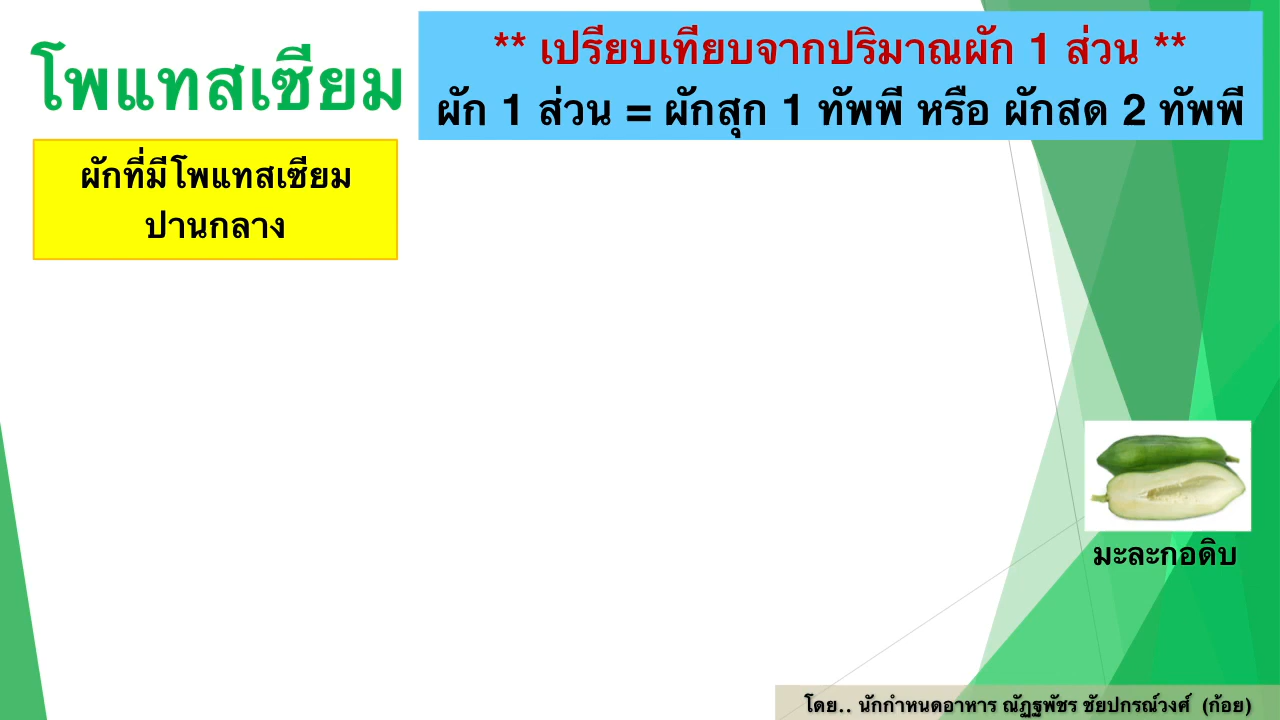 โพแทสเซียม
** เปรียบเทียบจากปริมาณผัก 1 ส่วน **
ผัก 1 ส่วน = ผักสุก 1 ทัพพี หรือ ผักสด 2 ทัพพี
ผักที่มีโพแทสเซียม
ปานกลาง
มะละกอดิบ
โดย.. นักกำหนดอาหาร ณัฏฐพัชร ชัยปกรณ์วงศ์ (ก้อย)